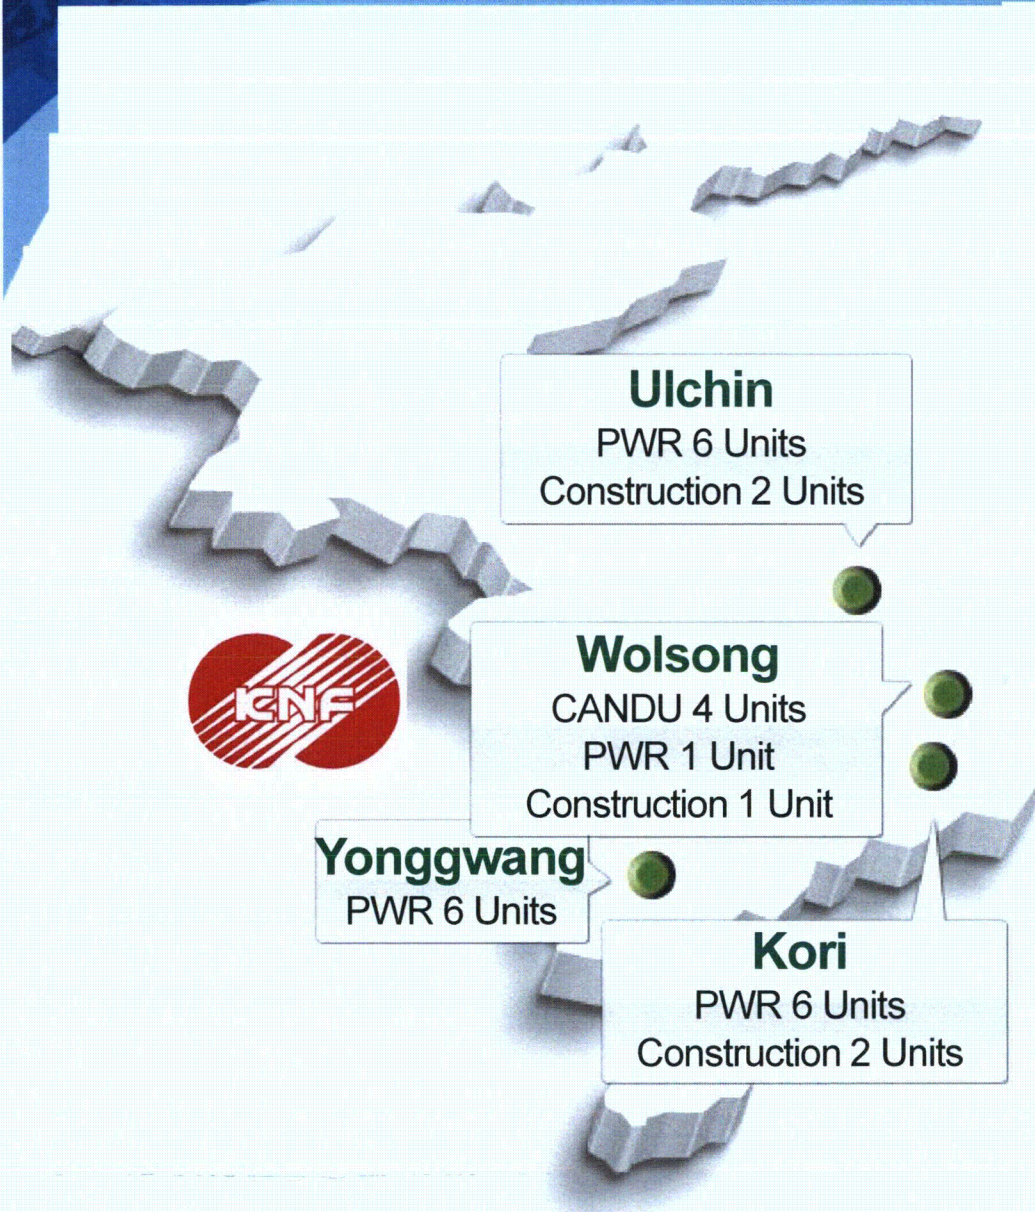 Ulchin
PWR 6 Units
Construction 2 Units
KNF
Wolsong
CANDU 4 Units
PWR 1 Unit
Construction 1 Unit
Yonggwang
PWR 6 Units
Kori
PWR 6 Units
Construction 2 Units